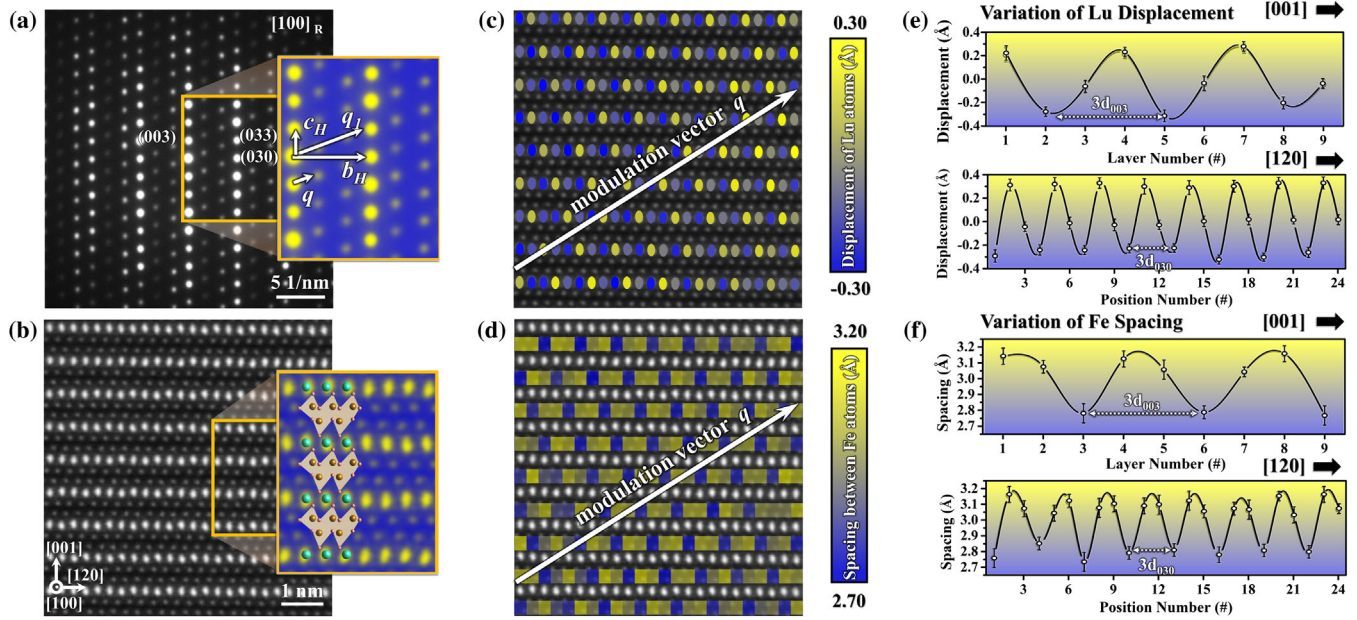 (a)
[100] R
(003)
(033)
(030)
cH
q1
bH
q
5 1/nm
(b)
[001]
[120]
[100]
1 nm
(c)
modulation vector q
0.30
Displacement of Lu atoms (Å)
-0.30
(d)
modulation vector q
3.20
Spacing between Fe atoms (Å)
2.70
(e)
Variation of Lu Displacement [001]
Displacement (Å)
0.4
0.2
0.0
-0.2
-0.4
3d003
1 2 3 4 5 6 7 8 9
Layer Number (#)
[120]
Displacement (Å)
0.4
0.2
0.0
-0.2
-0.4
3d030
3 6 9 12 15 18 21 24
Position Number (#)
(f)
Variation of Fe Spacing [001]
Spacing (Å)
3.2
3.1
3.0
2.9
2.8
2.7
3d003
1 2 3 4 5 6 7 8 9
Layer Number (#)
[120]
Spacing (Å)
3.2
3.1
3.0
2.9
2.8
2.7
3d030
3 6 9 12 15 18 21 24
Position Number (#)